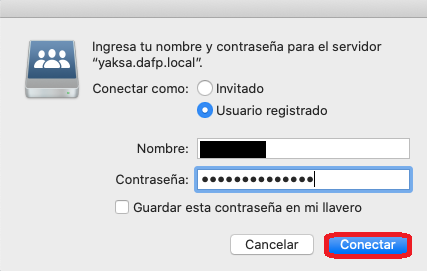 Ingresa tu nombre y contraseña para el servidor
“yaksa.dafp.local”.
Conectar como: Invitado
Usuario registrado
Nombre:
Contraseña: ••••••••••••••
Guardar esta contraseña en mi llavero
Cancelar Conectar